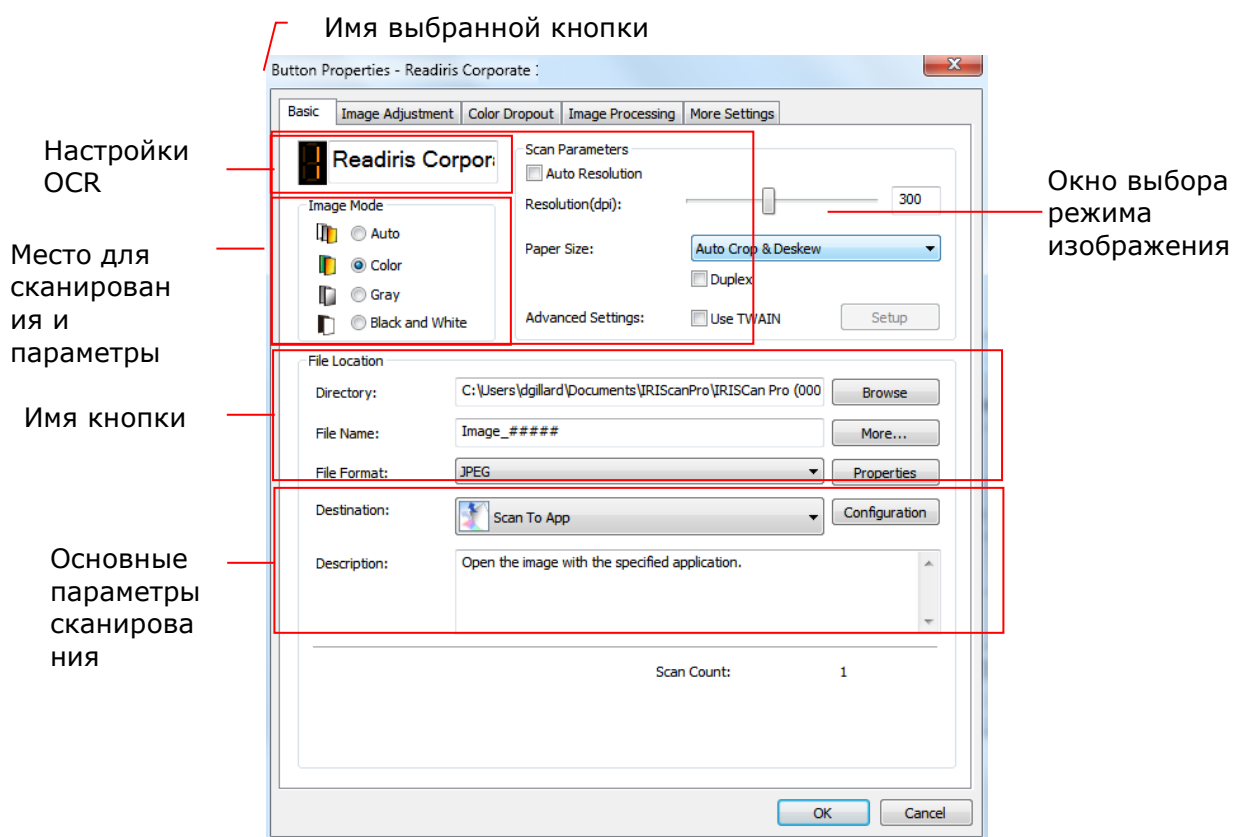 Имя выбранной кнопки
Button Properties - Readiris Corporate
Basic
Image Adjustment
Color Dropout
Image Processing
More Settings
Настройки
OCR
Readiris Corpor
Scan Parameters
Auto Resolution
Resolution(dpi):
300
Окно выбора
режима
изображения
Место для
сканирован
ия и
параметры
Image Mode
Auto
Color
Gray
Black and White
Paper Size:
Auto Crop & Deskew
Duplex
Advanced Settings:
Use TWAIN
Setup
File Location
Имя кнопки
Directory:
C:\Users\dgillard\Documents\IRIScanPro\IRISCan Pro (000
Browse
File Name:
Image_#####
More...
File Format:
JPEG
Properties
Основные
параметры
сканирова
ния
Destination:
Scan To App
Configuration
Description:
Open the image with the specified application.
Scan Count:
1
OK
Cancel